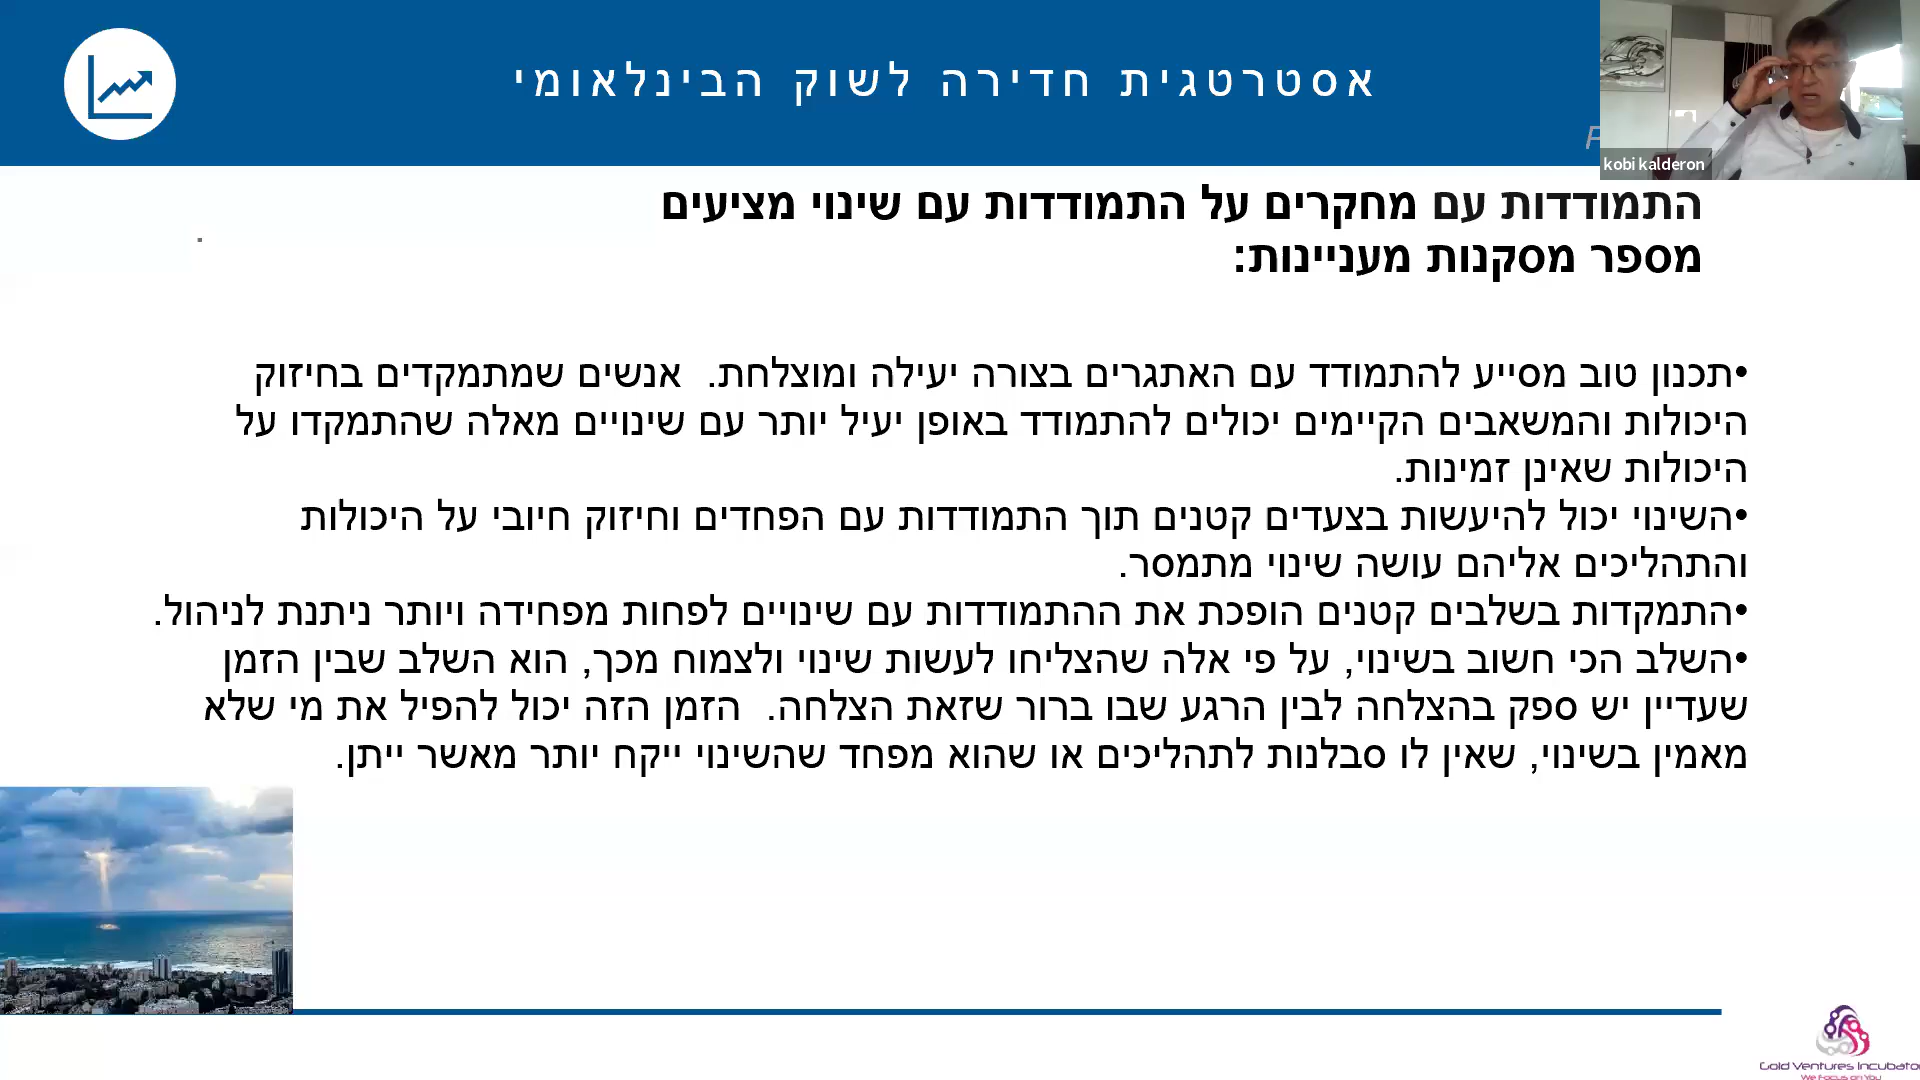 אסטרטגית חדירה לשוק הבינלאומי
kobi kalderon
התמודדות עם מחקרים על התמודדות עם שינוי מציעים
מספר מסקנות מעניינות:
•תכנון טוב מסייע להתמודד עם האתגרים בצורה יעילה ומוצלחת. אנשים שמתמקדים בחיזוק
היכולות והמשאבים הקיימים יכולים להתמודד באופן יעיל יותר עם שינויים מאלה שהתמקדו על
היכולות שאינן זמינות.
•השינוי יכול להיעשות בצעדים קטנים תוך התמודדות עם הפחדים וחיזוק חיובי על היכולות
והתהליכים אליהם עושה שינוי מתמסר.
•התמקדות בשלבים קטנים הופכת את ההתמודדות עם שינויים לפחות מפחידה ויותר ניתנת לניהול.
•השלב הכי חשוב בשינוי, על פי אלה שהצליחו לעשות שינוי ולצמוח מכך, הוא השלב שבין הזמן
שעדיין יש ספק בהצלחה לבין הרגע שבו ברור שזאת הצלחה. הזמן הזה יכול להפיל את מי שלא
מאמין בשינוי, שאין לו סבלנות לתהליכים או שהוא מפחד שהשינוי ייקח יותר מאשר ייתן.
Gold Ventures Incubato
We Focus on You